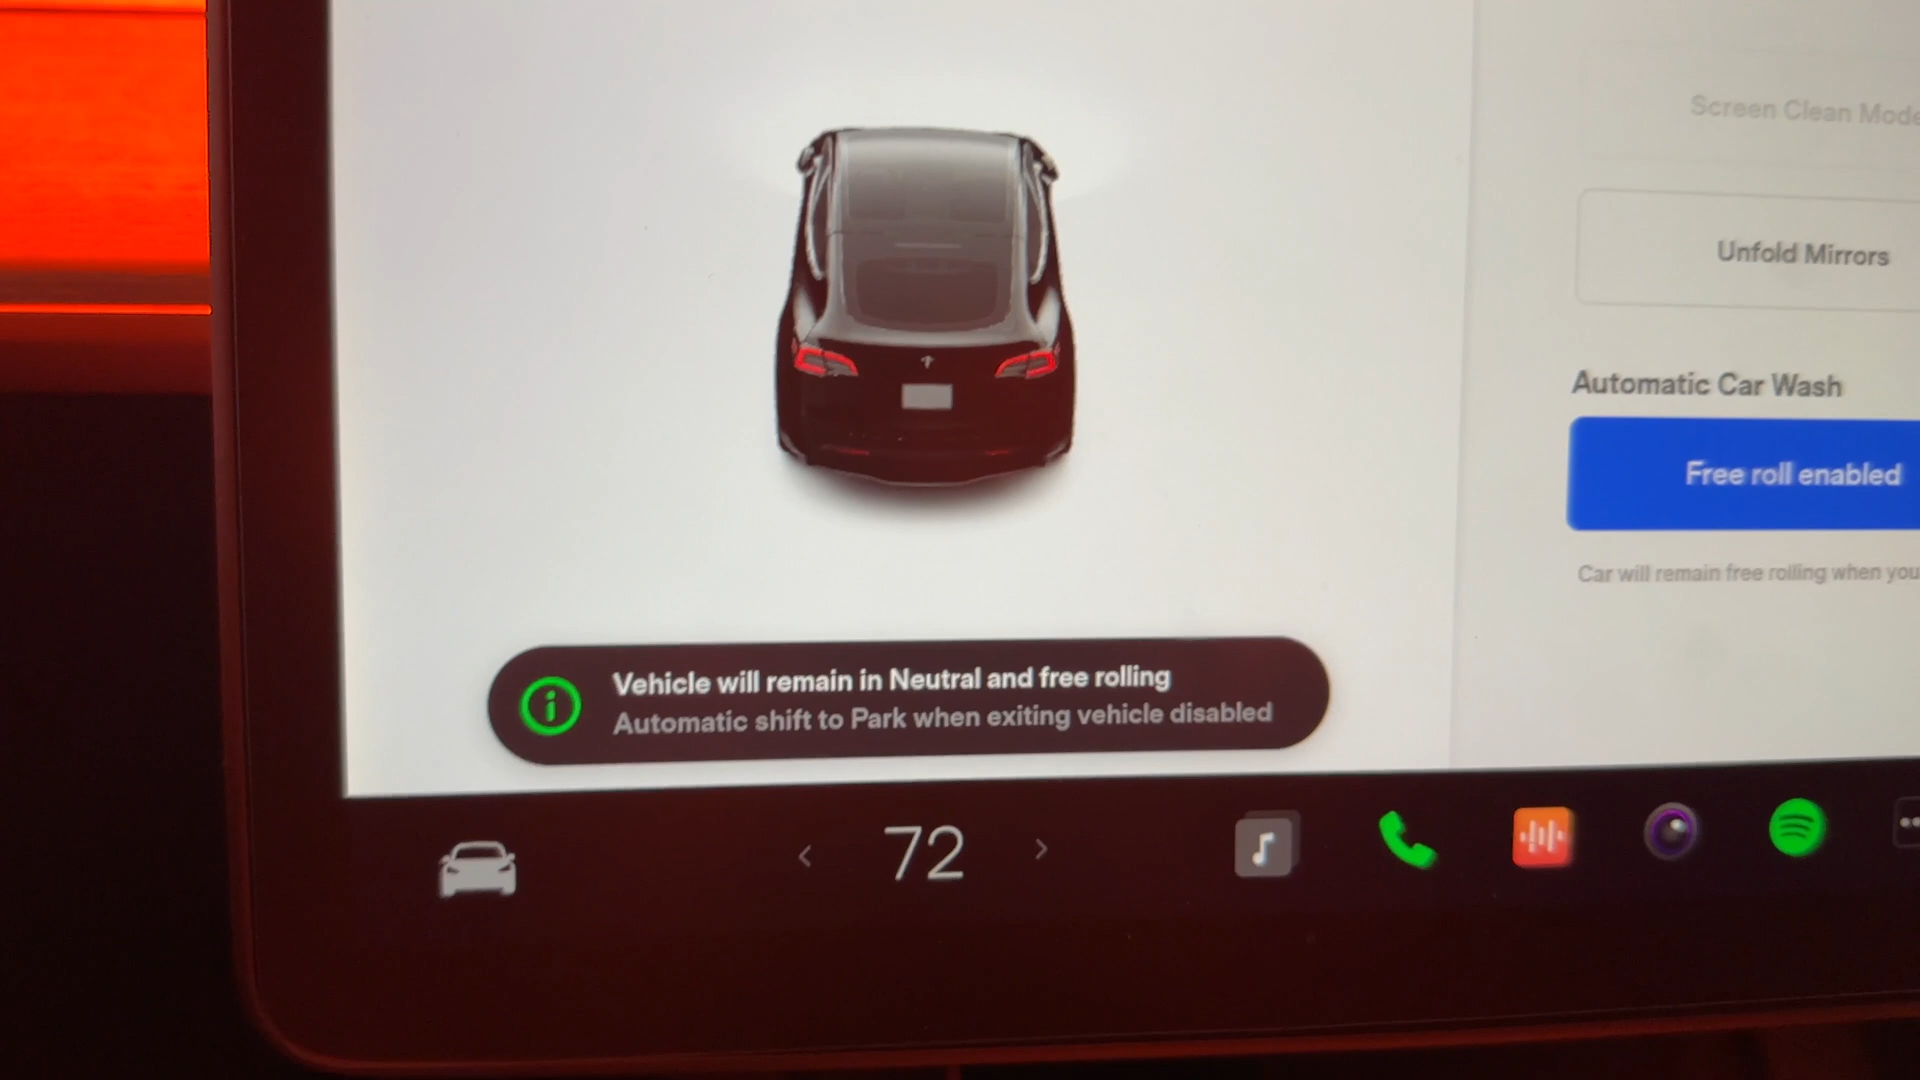 Screen Clean Mode
Unfold Mirrors
Automatic Car Wash
Free roll enabled
Car will remain free rolling when you
Vehicle will remain in Neutral and free rolling
Automatic shift to Park when exiting vehicle disabled
72